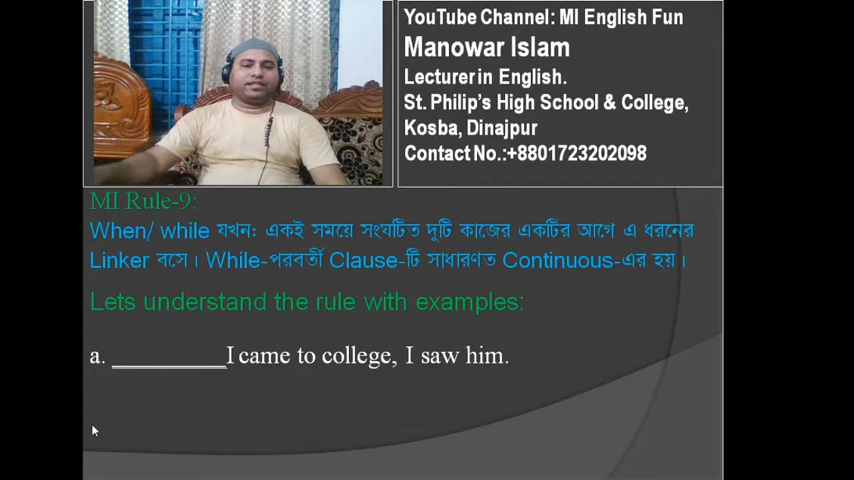 YouTube Channel: MI English Fun
Manowar Islam
Lecturer in English.
St. Philip's High School & College,
Kosba, Dinajpur
Contact No.:+8801723202098
MI Rule-9:
When/ while যখন: একই সময়ে সংঘটিত দুটি কাজের একটির আগে এ ধরনের
Linker বসে। While-পরবর্তী Clause-টি সাধারণত Continuous-এর হয়।
Lets understand the rule with examples:
a. _________I came to college, I saw him.